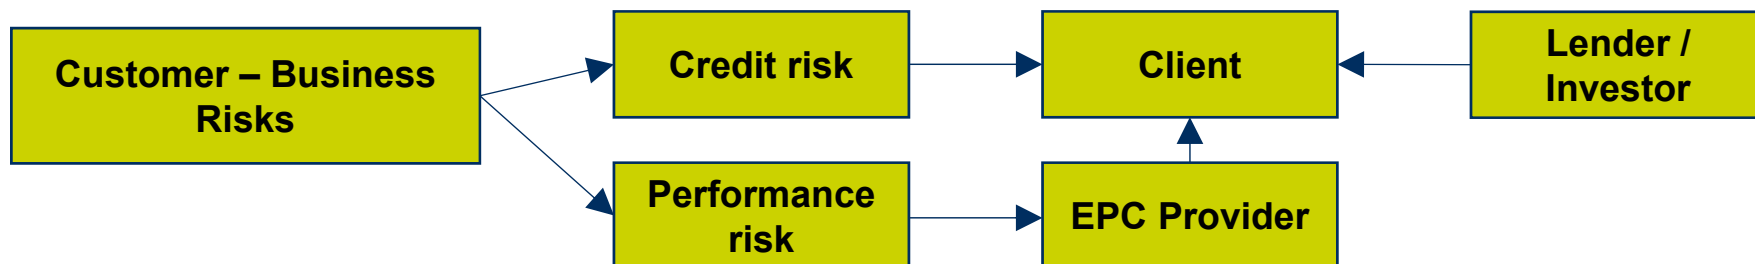 Customer – Business
Risks
Credit risk
Client
Lender /
Investor
Performance
risk
EPC Provider